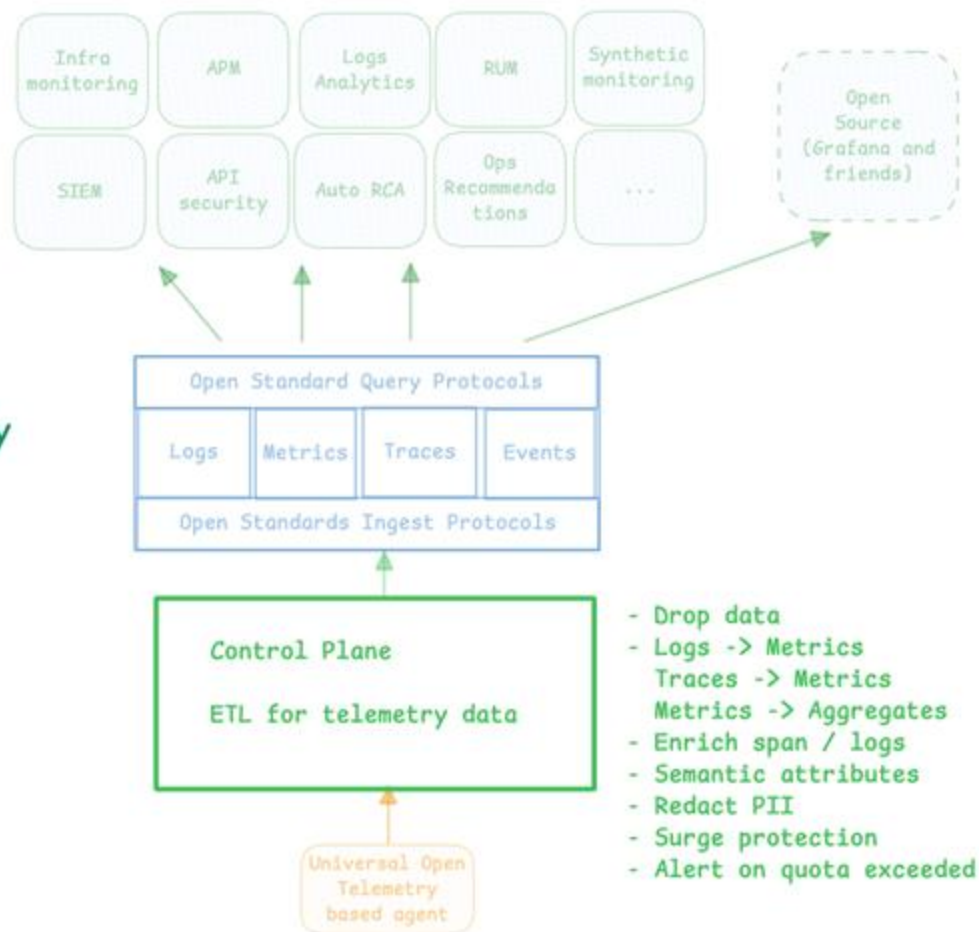 Infra
monitoring
APM
Logs
Analytics
RUM
Synthetic
monitoring
Open
Source
(Grafana and
friends)
SIEM
API
security
Auto RCA
Ops
Recommenda
tions
...
Open Standard Query Protocols
Logs
Metrics
Traces
Events
Open Standards Ingest Protocols
Control Plane
ETL for telemetry data
- Drop data
- Logs -> Metrics
Traces -> Metrics
Metrics -> Aggregates
- Enrich span / logs
- Semantic attributes
- Redact PII
- Surge protection
- Alert on quota exceeded
Universal Open
Telemetry
based agent